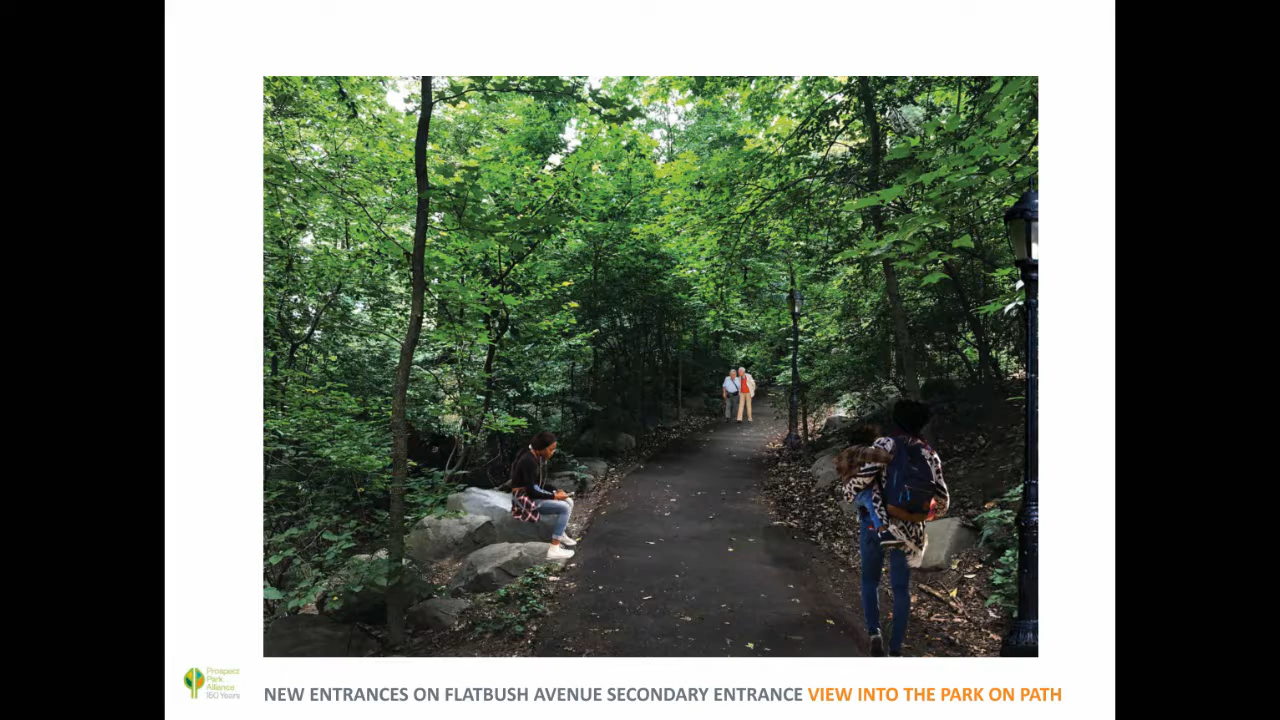 Prospect
Park
Alliance
150 Years
NEW ENTRANCES ON FLATBUSH AVENUE SECONDARY ENTRANCE VIEW INTO THE PARK ON PATH